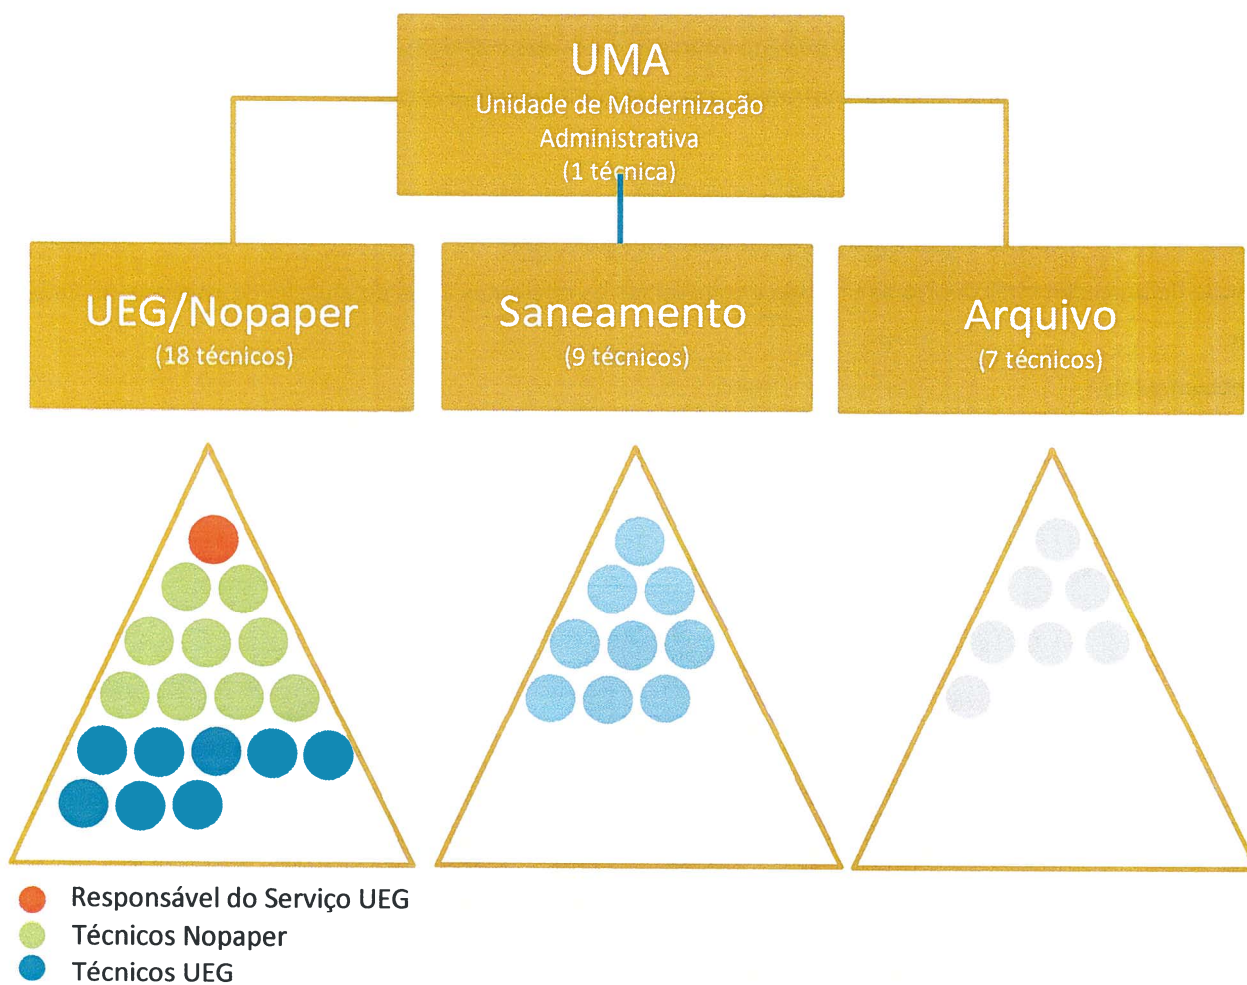 UMA
Unidade de Modernização
Administrativa
(1 técnica)
UEG/Nopaper
(18 técnicos)
Saneamento
(9 técnicos)
Arquivo
(7 técnicos)
Responsável do Serviço UEG
Técnicos Nopaper
Técnicos UEG